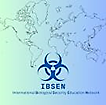 IBSEN
International Biological Security Education Network